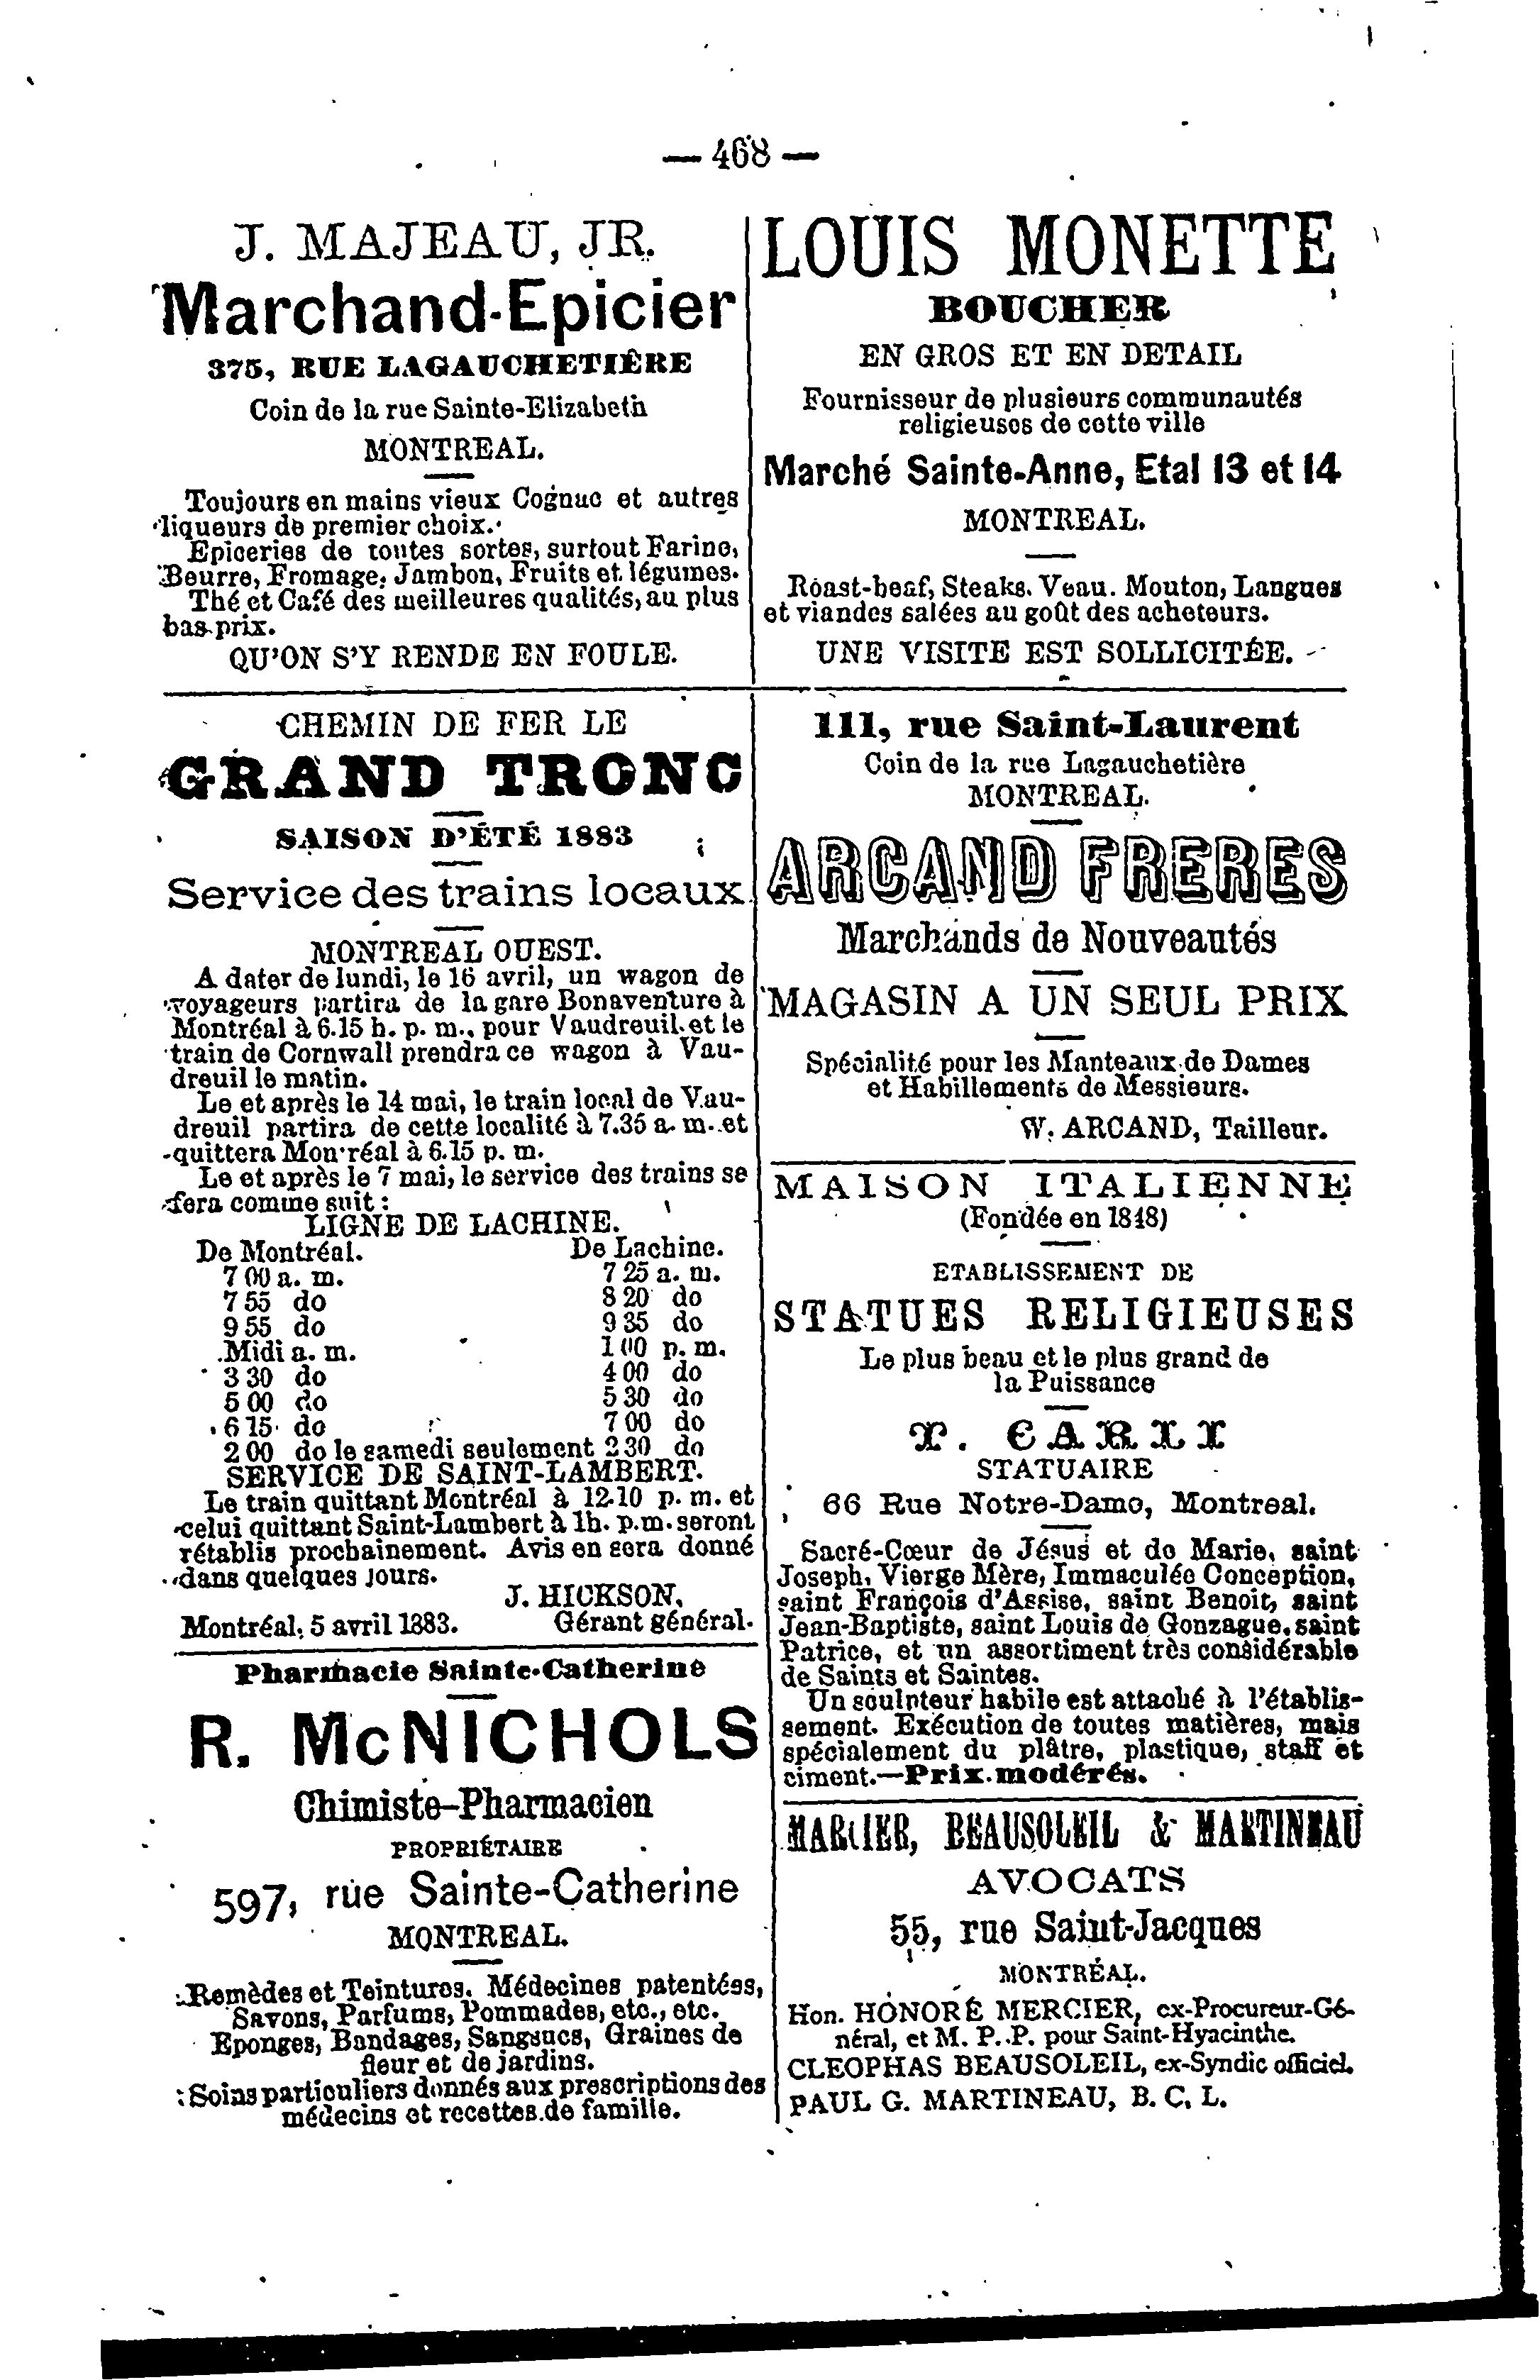 — 468 —
J. MAJEAU, JR.
Marchand-Epicier
375, RUE LAGAUCHETIÈRE
Coin de la rue Sainte-Elizabeth
MONTREAL.
Toujours en mains vieux Cognac et autres
liqueurs de premier choix.
Epiceries de toutes sortes, surtout Farine,
Beurre, Fromage, Jambon, Fruits et légumes.
Thé et Café des meilleures qualités, au plus
bas prix.
QU'ON S'Y RENDE EN FOULE.
CHEMIN DE FER LE
GRAND TRONC
SAISON D'ÉTÉ 1883
Service des trains locaux
MONTREAL OUEST.
A dater de lundi, le 16 avril, un wagon de
voyageurs partira de la gare Bonaventure à
Montréal à 6.15 h. p. m., pour Vaudreuil et le
train de Cornwall prendra ce wagon à Vau-
dreuil le matin.
Le et après le 14 mai, le train local de Vau-
dreuil partira de cette localité à 7.35 a. m. et
quittera Montréal à 6.15 p. m.
Le et après le 7 mai, le service des trains se
fera comme suit :
LIGNE DE LACHINE.
De Montréal. De Lachine.
7 00 a. m. 7 25 a. m.
7 55 do 8 20 do
9 55 do 9 35 do
Midi a. m. 1 00 p. m.
3 30 do 4 00 do
5 00 do 5 30 do
6 15 do 7 00 do
2 00 do le samedi seulement 2 30 do
SERVICE DE SAINT-LAMBERT.
Le train quittant Montréal à 12.10 p. m. et
celui quittant Saint-Lambert à 1h. p.m. seront
rétablis prochainement. Avis en sera donné
dans quelques jours.
J. HICKSON,
Montréal, 5 avril 1883. Gérant général.
Pharmacie Sainte-Catherine
R. McNICHOLS
Chimiste-Pharmacien
PROPRIÉTAIRE
597, rue Sainte-Catherine
MONTREAL.
Remèdes et Teintures. Médecines patentées,
Savons, Parfums, Pommades, etc., etc.
Eponges, Bandages, Sangsues, Graines de
fleur et de jardins.
Soins particuliers donnés aux prescriptions des
médecins et recettes de famille.
LOUIS MONETTE
BOUCHER
EN GROS ET EN DETAIL
Fournisseur de plusieurs communautés
religieuses de cette ville
Marché Sainte-Anne, Etal 13 et 14
MONTREAL.
Roast-beaf, Steaks. Veau. Mouton, Langues
et viandes salées au goût des acheteurs.
UNE VISITE EST SOLLICITÉE.
111, rue Saint-Laurent
Coin de la rue Lagauchetière
MONTREAL.
ARCAND FRERES
Marchands de Nouveautés
MAGASIN A UN SEUL PRIX
Spécialité pour les Manteaux de Dames
et Habillements de Messieurs.
W. ARCAND, Tailleur.
MAISON ITALIENNE
(Fondée en 1848)
ETABLISSEMENT DE
STATUES RELIGIEUSES
Le plus beau et le plus grand de
la Puissance
T. CARLI
STATUAIRE
66 Rue Notre-Dame, Montreal.
Sacré-Cœur de Jésus et de Marie, saint
Joseph, Vierge Mère, Immaculée Conception,
saint François d'Assise, saint Benoit, saint
Jean-Baptiste, saint Louis de Gonzague, saint
Patrice, et un assortiment très considérable
de Saints et Saintes.
Un sculpteur habile est attaché à l'établis-
sement. Exécution de toutes matières, mais
spécialement du plâtre, plastique, staff et
ciment.—Prix modérés.
MERCIER, BEAUSOLEIL & MARTINEAU
AVOCATS
55, rue Saint-Jacques
MONTRÉAL.
Hon. HONORÉ MERCIER, ex-Procureur-Gé-
néral, et M. P. P. pour Saint-Hyacinthe.
CLEOPHAS BEAUSOLEIL, ex-Syndic officiel.
PAUL G. MARTINEAU, B. C. L.